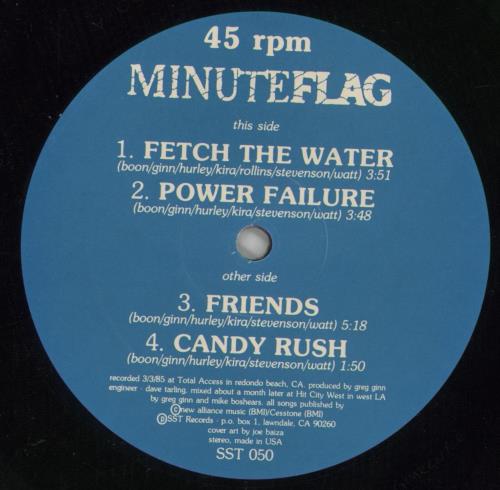 45 rpm
MINUTEFLAG
this side
1. FETCH THE WATER
(boon/ginn/hurley/kira/rollins/stevenson/watt) 3:51
2. POWER FAILURE
(boon/ginn/hurley/kira/stevenson/watt) 3:48
other side
3. FRIENDS
(boon/ginn/hurley/kira/stevenson/watt) 5:18
4. CANDY RUSH
(boon/ginn/hurley/kira/stevenson/watt) 1:50
recorded 3/3/85 at Total Access in redondo beach, CA. produced by greg ginn
engineer - dave tarling. mixed about a month later at Hit City West in west LA
by greg ginn and mike boshears. all songs published by
©new alliance music (BMI)/Cesstone (BMI)
℗SST Records - p.o. box 1, lawndale, CA 90260
cover art by joe baiza
stereo, made in USA
SST 050